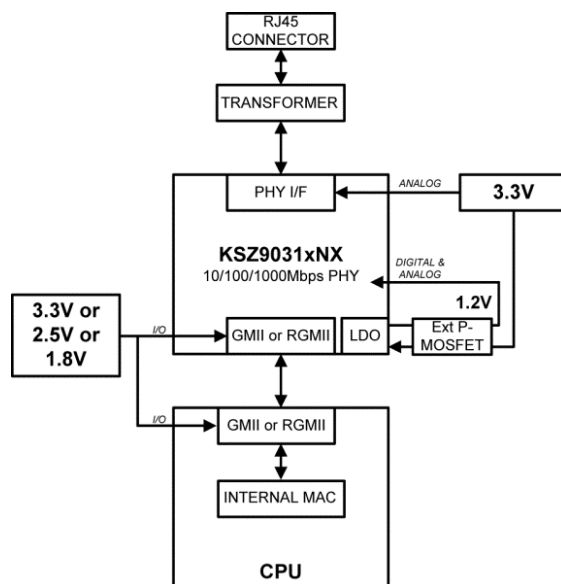 RJ45
CONNECTOR
TRANSFORMER
PHY I/F
ANALOG
3.3V
KSZ9031xNX
10/100/1000Mbps PHY
DIGITAL &
ANALOG
1.2V
3.3V or
2.5V or
1.8V
I/O
GMII or RGMII
LDO
Ext P-
MOSFET
I/O
GMII or RGMII
INTERNAL MAC
CPU